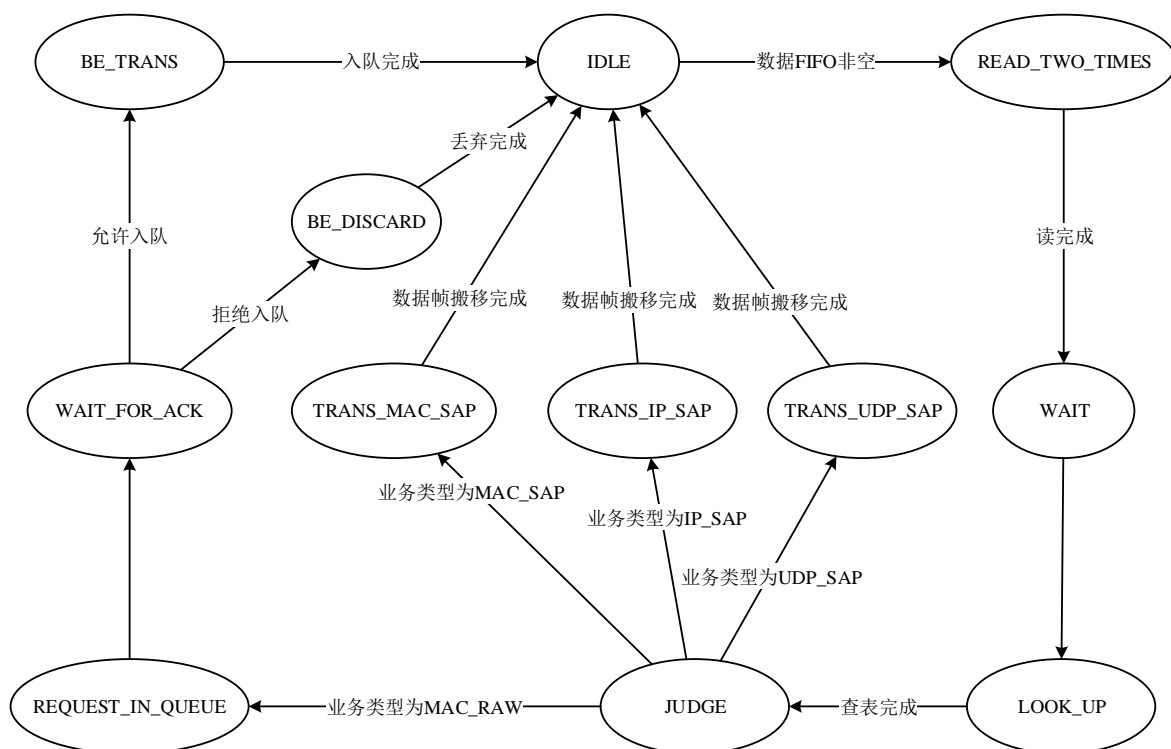 BE_TRANS
入队完成
IDLE
数据FIFO非空
READ_TWO_TIMES
丢弃完成
BE_DISCARD
允许入队
读完成
拒绝入队
数据帧搬移完成
数据帧搬移完成
数据帧搬移完成
WAIT_FOR_ACK
TRANS_MAC_SAP
TRANS_IP_SAP
TRANS_UDP_SAP
WAIT
业务类型为MAC_SAP
业务类型为IP_SAP
业务类型为UDP_SAP
REQUEST_IN_QUEUE
业务类型为MAC_RAW
JUDGE
查表完成
LOOK_UP